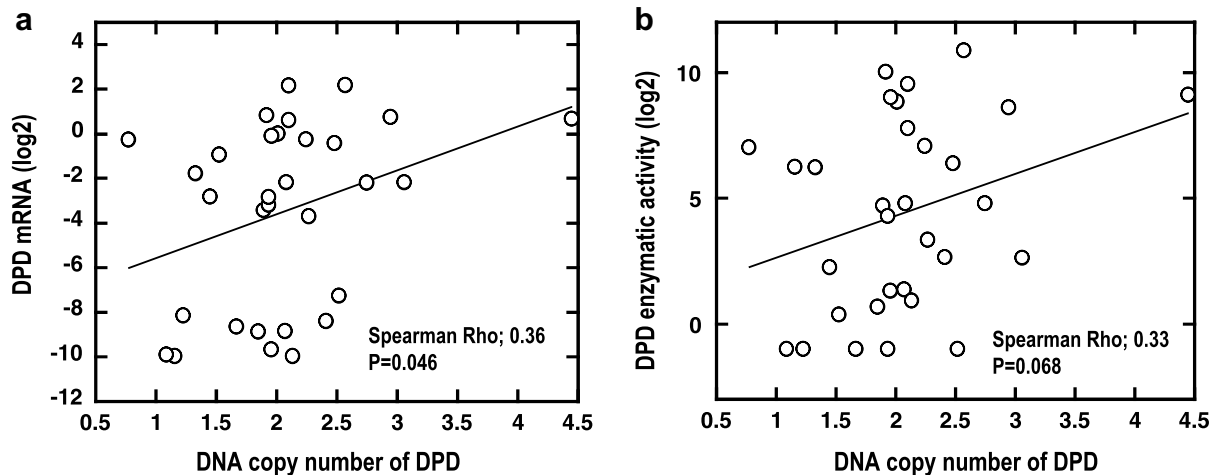 a
DPD mRNA (log2)
4
2
0
-2
-4
-6
-8
-10
-12
Spearman Rho; 0.36
P=0.046
0.5 1 1.5 2 2.5 3 3.5 4 4.5
DNA copy number of DPD
b
DPD enzymatic activity (log2)
10
5
0
Spearman Rho; 0.33
P=0.068
0.5 1 1.5 2 2.5 3 3.5 4 4.5
DNA copy number of DPD